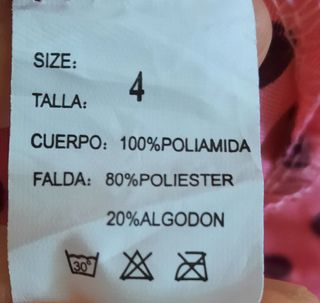 SIZE:
TALLA: 4
CUERPO: 100%POLIAMIDA
FALDA: 80%POLIESTER
20%ALGODON
30°